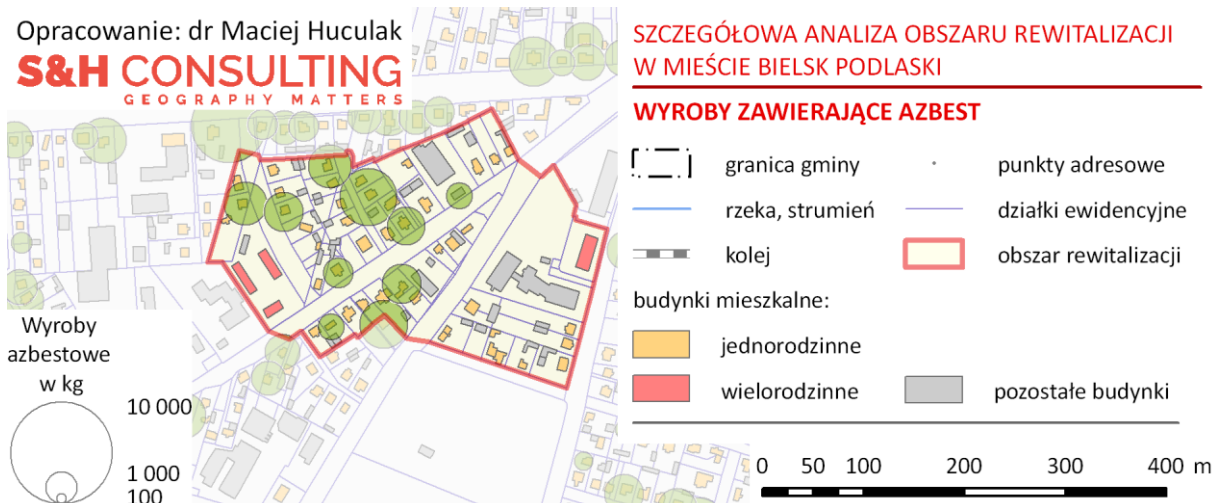 Opracowanie: dr Maciej Huculak
S&H CONSULTING
GEOGRAPHY MATTERS
SZCZEGÓŁOWA ANALIZA OBSZARU REWITALIZACJI
W MIEŚCIE BIELSK PODLASKI
WYROBY ZAWIERAJĄCE AZBEST
granica gminy
punkty adresowe
rzeka, strumień
działki ewidencyjne
kolej
obszar rewitalizacji
budynki mieszkalne:
jednorodzinne
wielorodzinne
pozostałe budynki
Wyroby
azbestowe
w kg
10 000
1 000
100
0 50 100 200 300 400 m